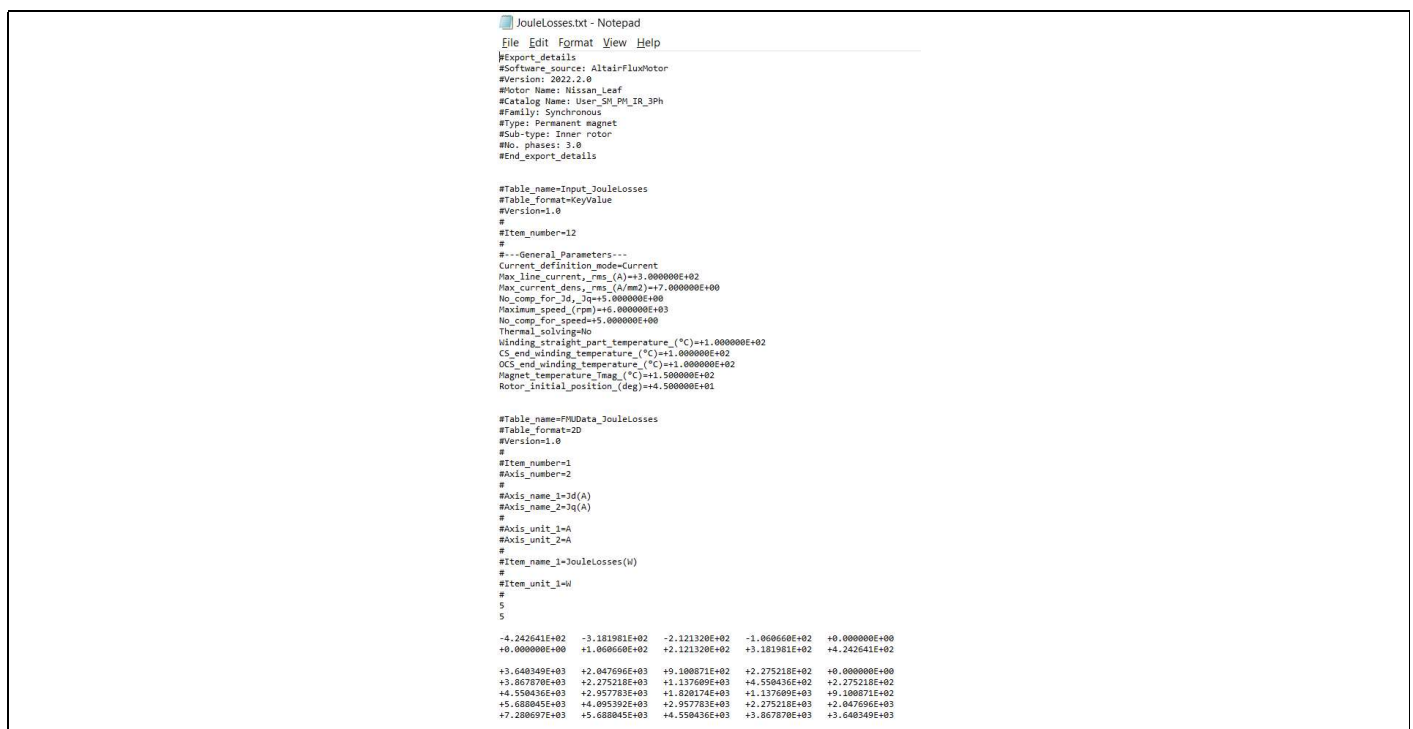 JouleLosses.txt - Notepad
File Edit Format View Help
#Export_details
#Software_source: AltairFluxMotor
#Version: 2022.2.0
#Motor Name: Nissan_Leaf
#Catalog Name: User_SM_PM_IR_3Ph
#Family: Synchronous
#Type: Permanent magnet
#Sub-type: Inner rotor
#No. phases: 3.0
#End_export_details
#Table_name=Input_JouleLosses
#Table_format=KeyValue
#Version=1.0
#
#Item_number=12
#
#---General_Parameters---
Current_definition_mode=Current
Max_line_current,_rms_(A)=+3.000000E+02
Max_current_dens,_rms_(A/mm2)=+7.000000E+00
No_comp_for_Jd,_Jq=+5.000000E+00
Maximum_speed_(rpm)=+6.000000E+03
No_comp_for_speed=+5.000000E+00
Thermal_solving=No
Winding_straight_part_temperature_(°C)=+1.000000E+02
CS_end_winding_temperature_(°C)=+1.000000E+02
OCS_end_winding_temperature_(°C)=+1.000000E+02
Magnet_temperature_Tmag_(°C)=+1.500000E+02
Rotor_initial_position_(deg)=+4.500000E+01
#Table_name=FMUData_JouleLosses
#Table_format=2D
#Version=1.0
#
#Item_number=1
#Axis_number=2
#
#Axis_name_1=Jd(A)
#Axis_name_2=Jq(A)
#
#Axis_unit_1=A
#Axis_unit_2=A
#
#Item_name_1=JouleLosses(W)
#
#Item_unit_1=W
#
5
5
-4.242641E+02 -3.181981E+02 -2.121320E+02 -1.060660E+02 +0.000000E+00
+0.000000E+00 +1.060660E+02 +2.121320E+02 +3.181981E+02 +4.242641E+02
+3.640349E+03 +2.047696E+03 +9.100871E+02 +2.275218E+02 +0.000000E+00
+3.867870E+03 +2.275218E+03 +1.137609E+03 +4.550436E+02 +2.275218E+02
+4.550436E+03 +2.957783E+03 +1.820174E+03 +1.137609E+03 +9.100871E+02
+5.688045E+03 +4.095392E+03 +2.957783E+03 +2.275218E+03 +2.047696E+03
+7.280697E+03 +5.688045E+03 +4.550436E+03 +3.867870E+03 +3.640349E+03